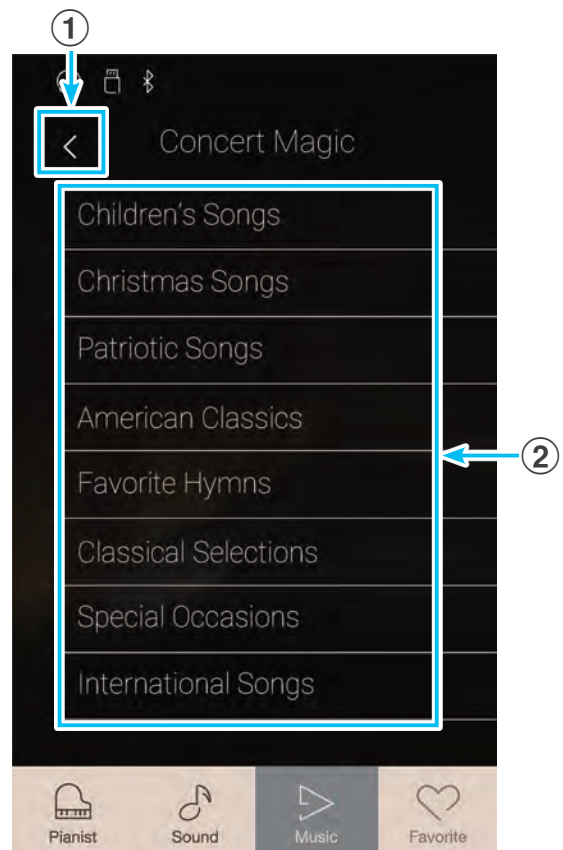 ①
Concert Magic
Children's Songs
Christmas Songs
Patriotic Songs
American Classics
②
Favorite Hymns
Classical Selections
Special Occasions
International Songs
Pianist Sound Music Favorite